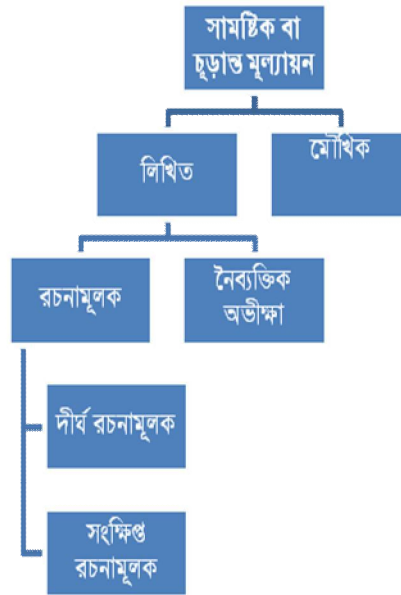 সামষ্টিক বা
চূড়ান্ত মূল্যায়ন
লিখিত
মৌখিক
রচনামূলক
নৈব্যক্তিক
অভীক্ষা
দীর্ঘ রচনামূলক
সংক্ষিপ্ত
রচনামূলক